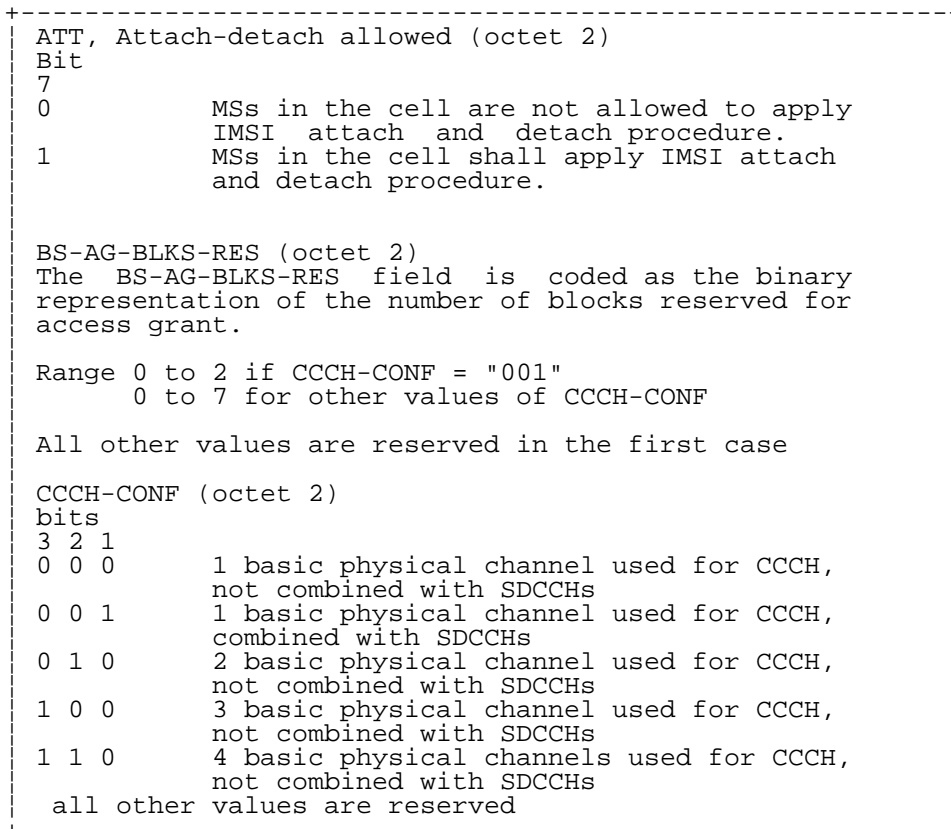 ATT, Attach-detach allowed (octet 2)
Bit
7
0 MSs in the cell are not allowed to apply
IMSI attach and detach procedure.
1 MSs in the cell shall apply IMSI attach
and detach procedure.
BS-AG-BLKS-RES (octet 2)
The BS-AG-BLKS-RES field is coded as the binary
representation of the number of blocks reserved for
access grant.
Range 0 to 2 if CCCH-CONF = "001"
0 to 7 for other values of CCCH-CONF
All other values are reserved in the first case
CCCH-CONF (octet 2)
bits
3 2 1
0 0 0 1 basic physical channel used for CCCH,
not combined with SDCCHs
0 0 1 1 basic physical channel used for CCCH,
combined with SDCCHs
0 1 0 2 basic physical channel used for CCCH,
not combined with SDCCHs
1 0 0 3 basic physical channel used for CCCH,
not combined with SDCCHs
1 1 0 4 basic physical channels used for CCCH,
not combined with SDCCHs
all other values are reserved